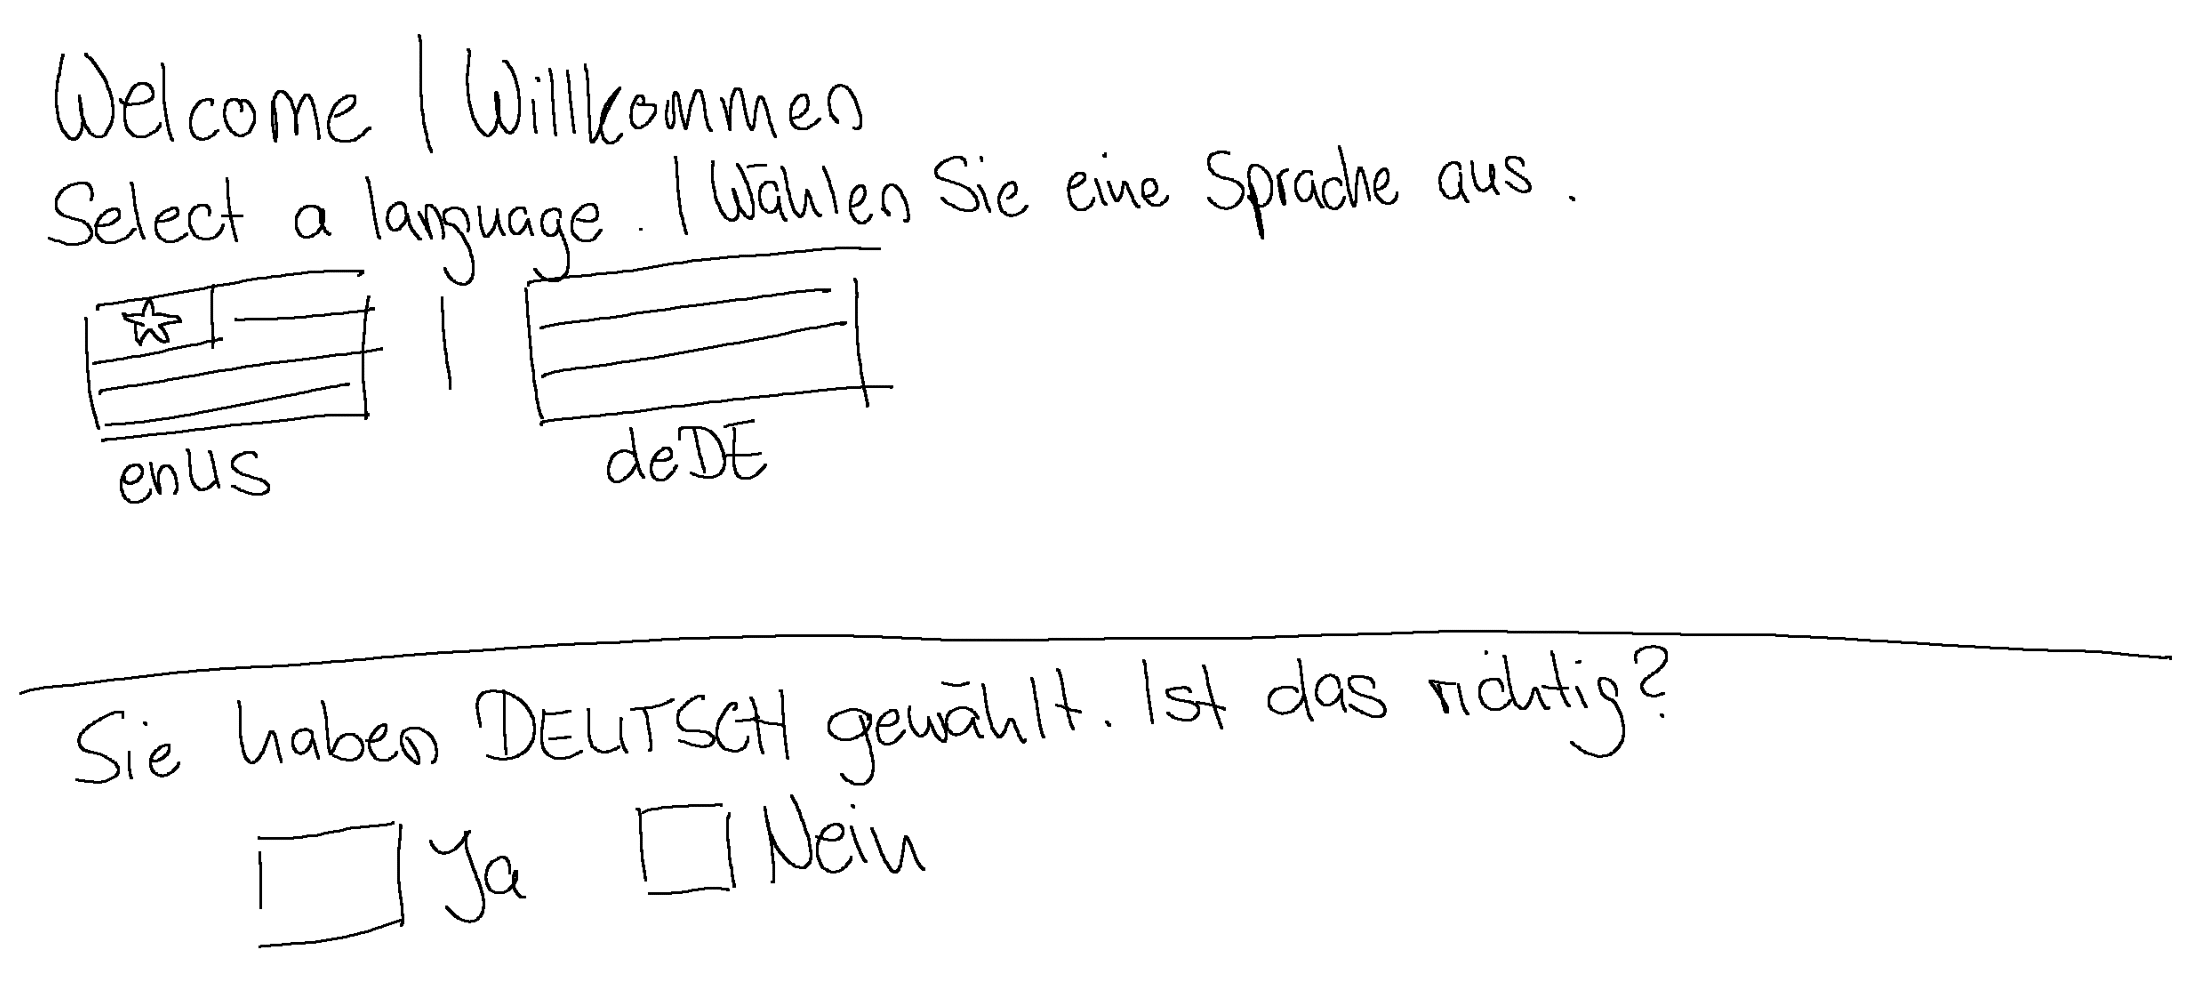 Welcome | Willkommen
Select a language. | Wählen Sie eine Sprache aus.
enUS | deDE
Sie haben DEUTSCH gewählt. Ist das richtig?
Ja Nein